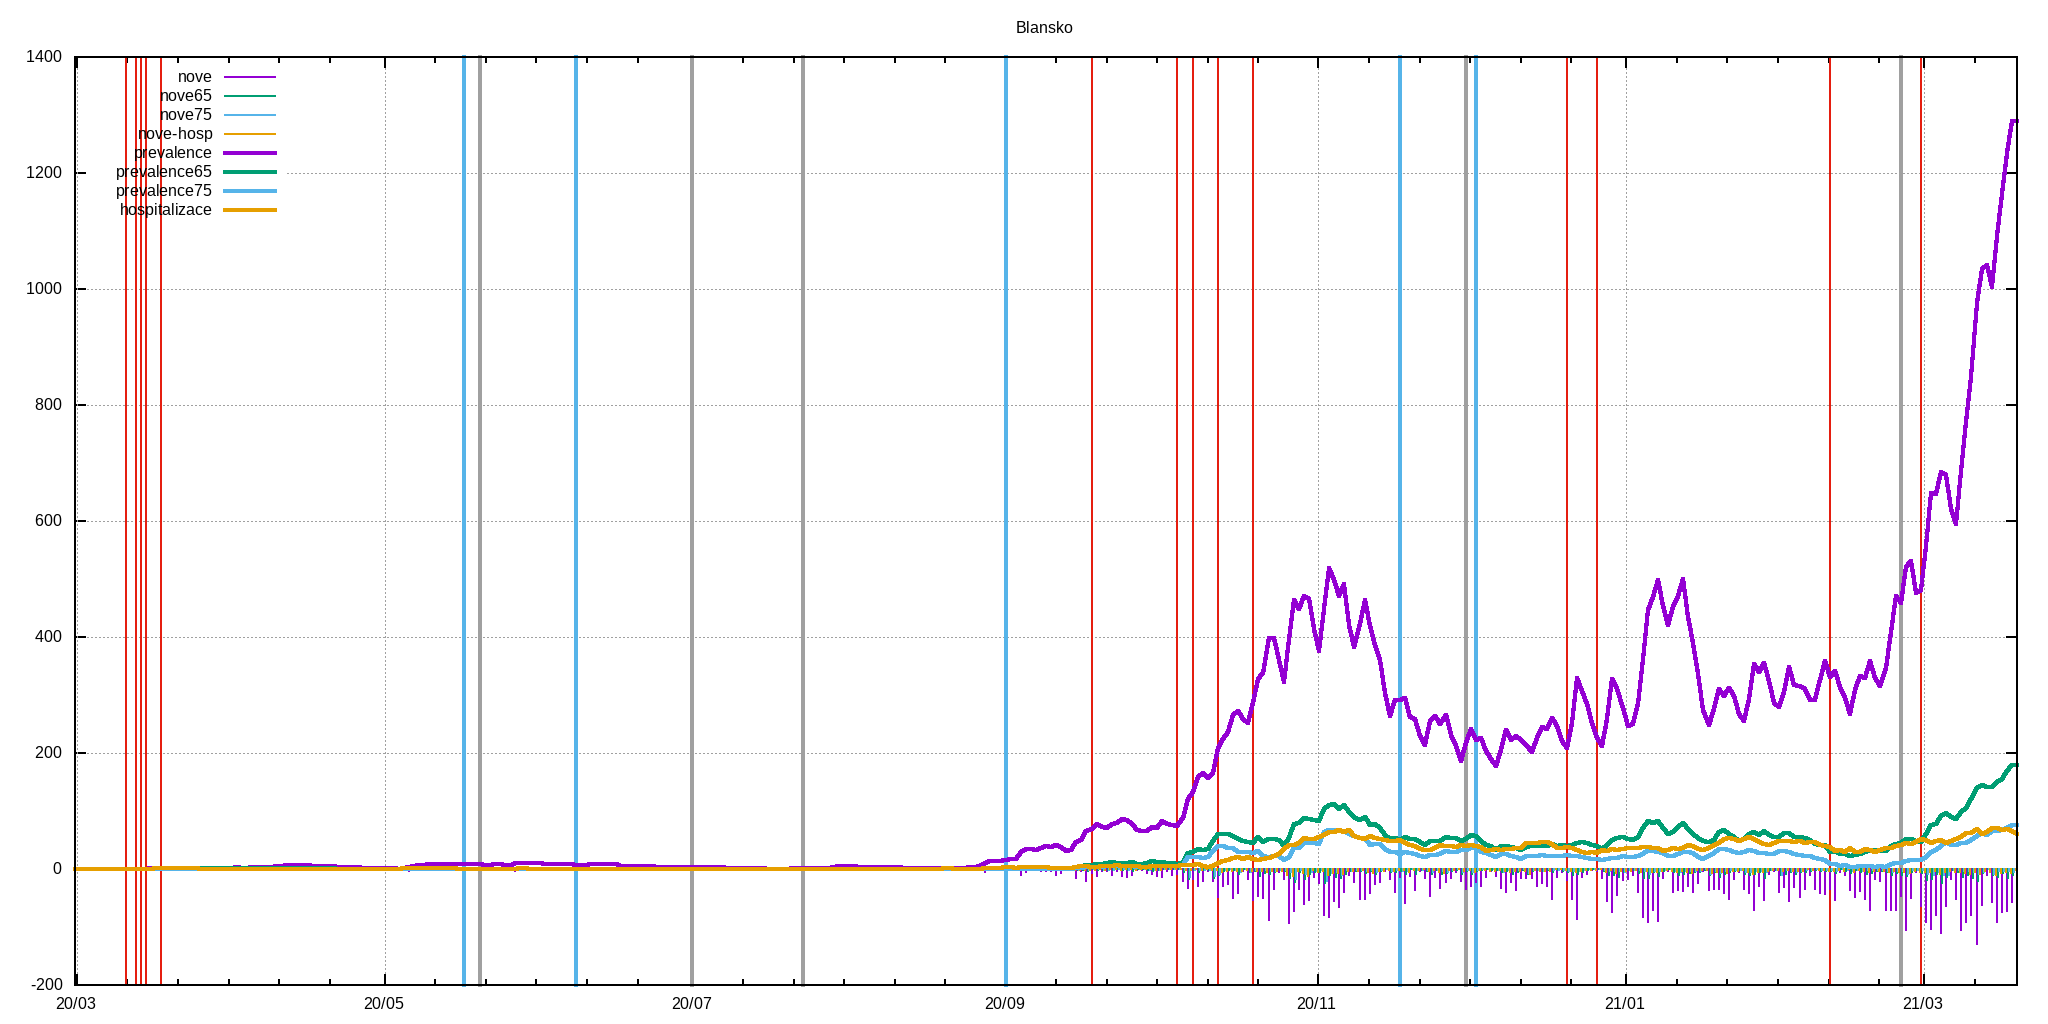 Blansko
1400
1200
1000
800
600
400
200
0
-200
nove
nove65
nove75
nove-hosp
prevalence
prevalence65
prevalence75
hospitalizace
20/03 20/05 20/07 20/09 20/11 21/01 21/03